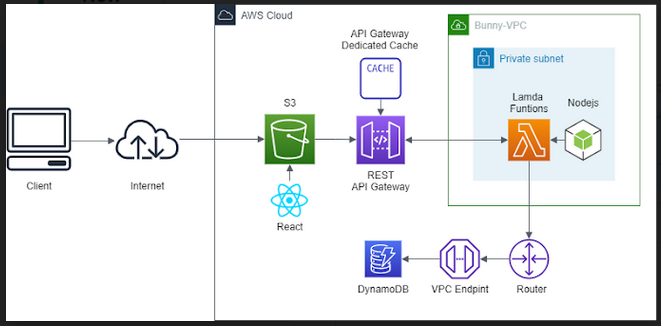 AWS Cloud
API Gateway
Dedicated Cache
CACHE
Bunny-VPC
Private subnet
Lamda
Funtions
Nodejs
S3
REST
API Gateway
Client
Internet
React
DynamoDB
VPC Endpint
Router